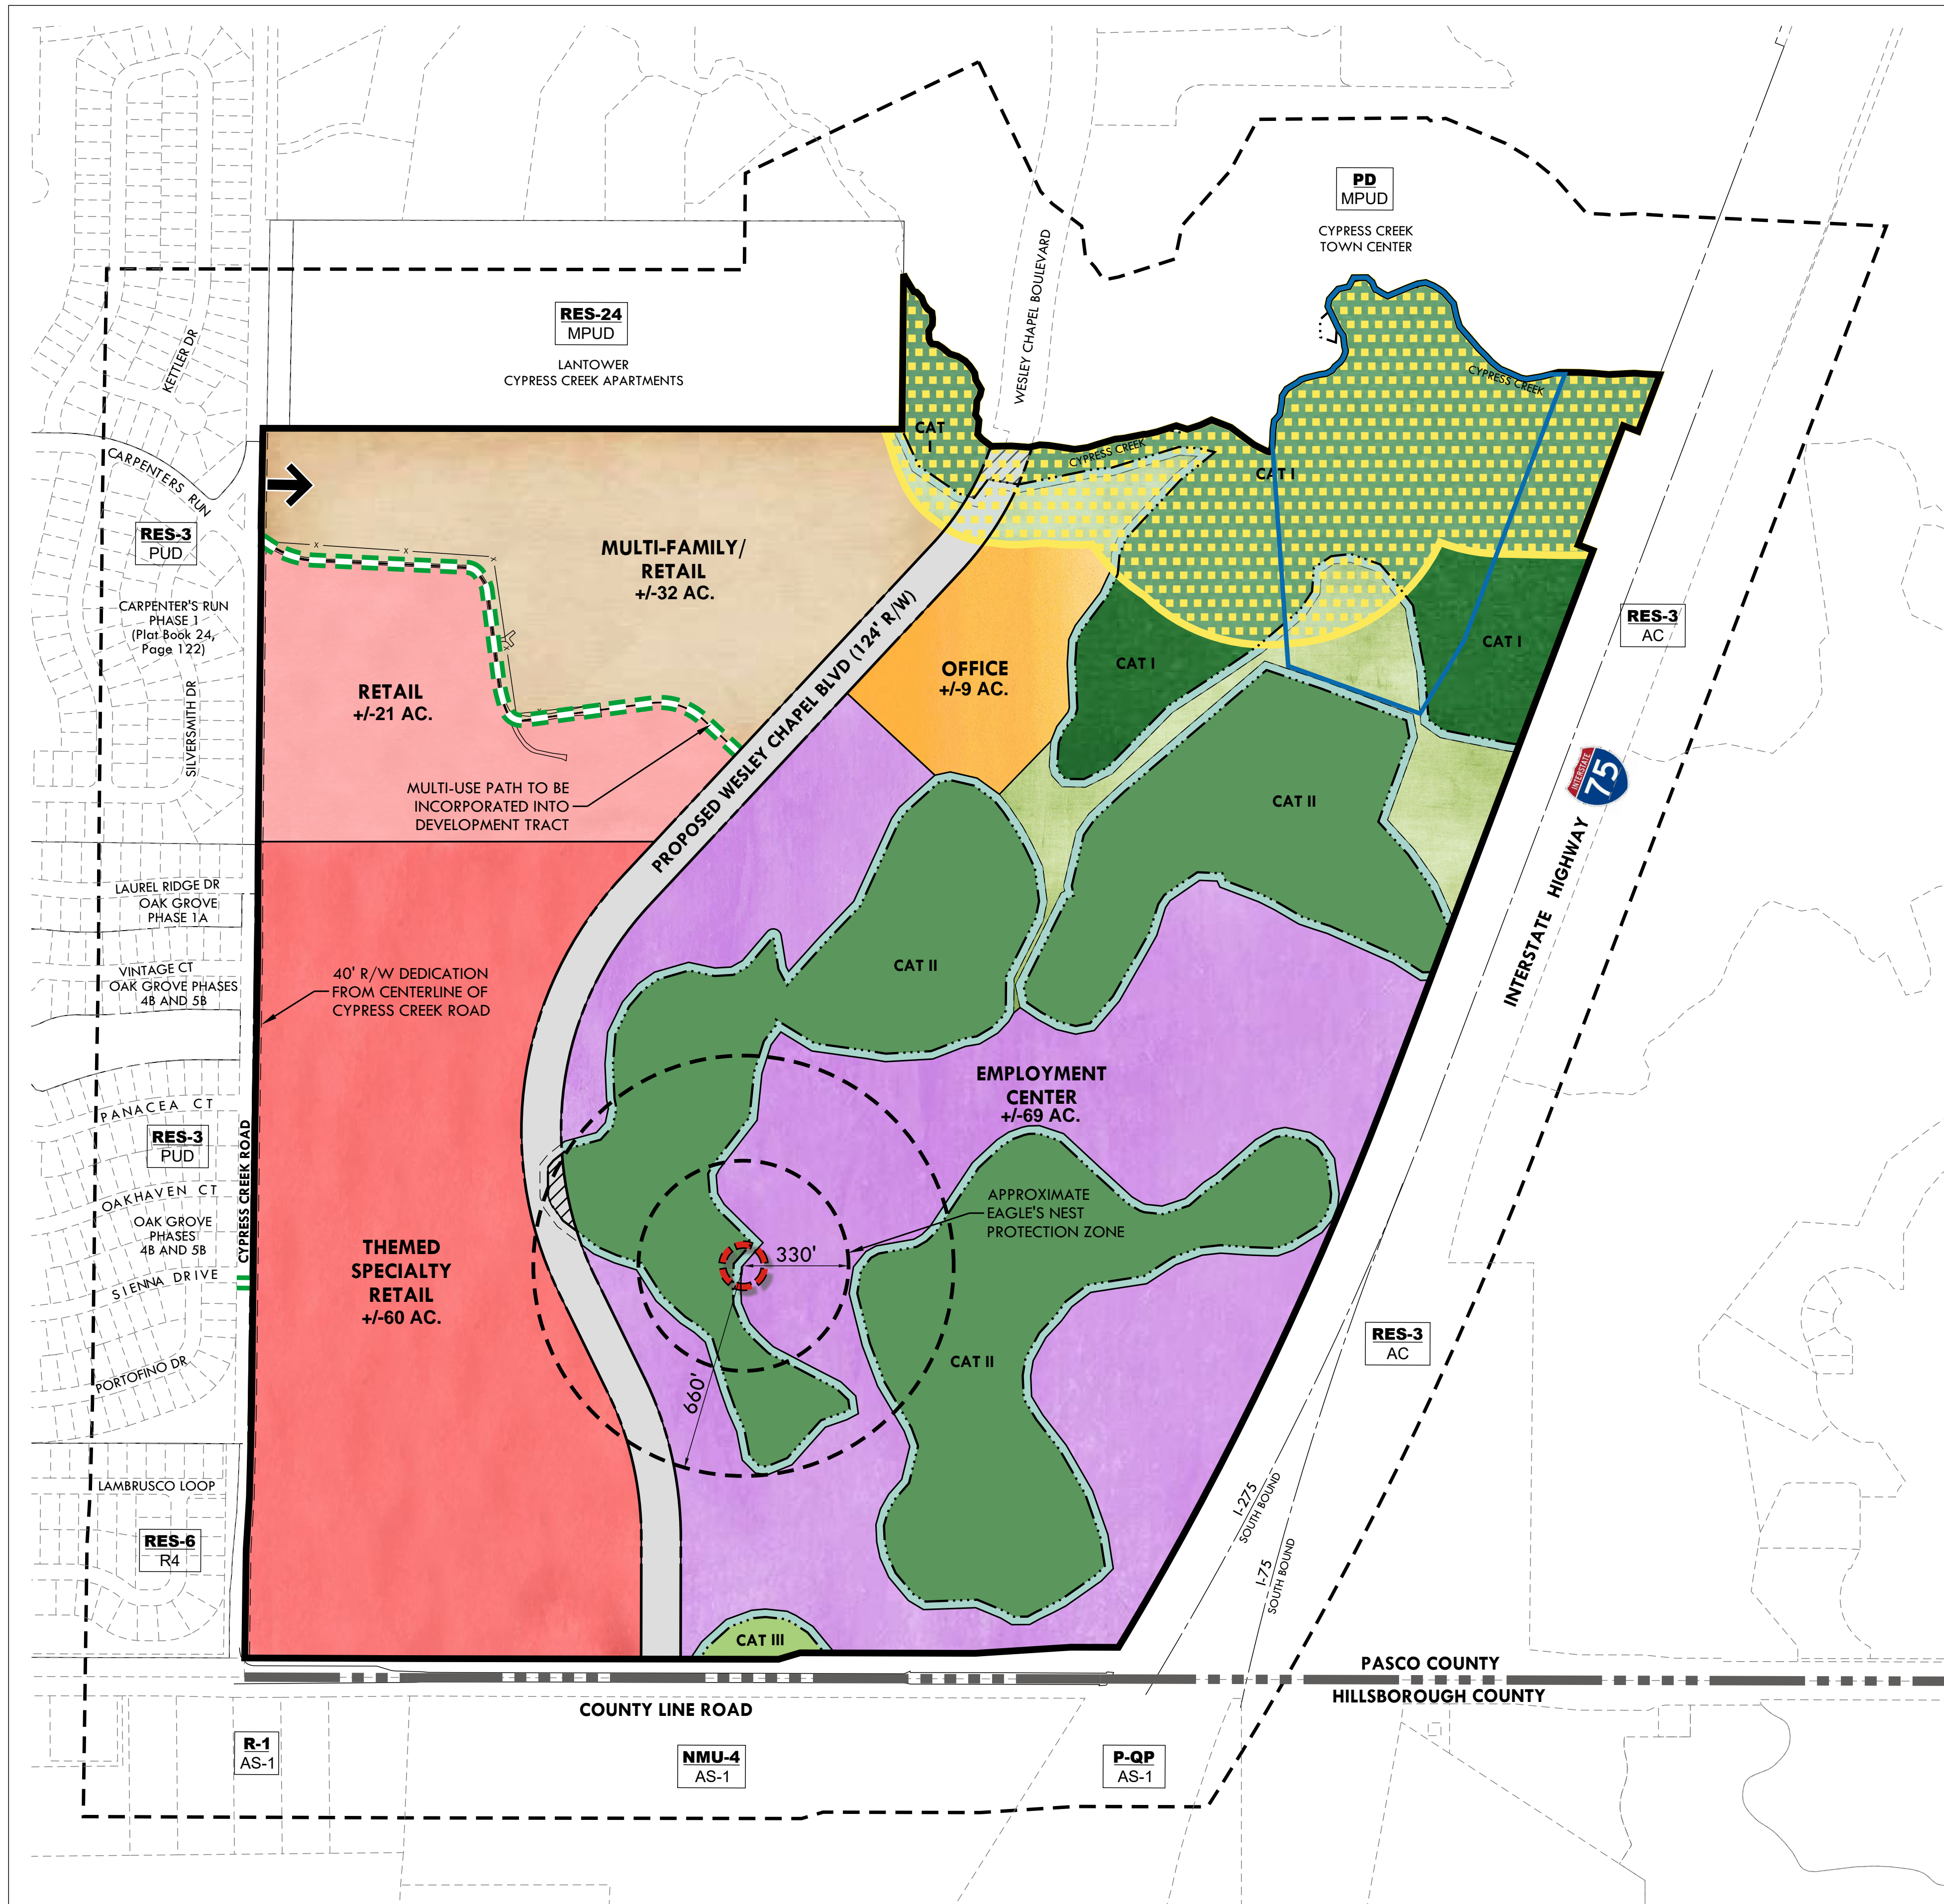 PD
MPUD
CYPRESS CREEK
TOWN CENTER
WESLEY CHAPEL BOULEVARD
RES-24
MPUD
LANTOWER
CYPRESS CREEK APARTMENTS
KETTLER DR
CYPRESS CREEK
CAT
I
CARPENTERS RUN
CYPRESS CREEK
CAT I
RES-3
PUD
MULTI-FAMILY/
RETAIL
+/-32 AC.
CARPENTER'S RUN
PHASE 1
(Plat Book 24,
Page 122)
RES-3
AC
CAT I
CAT I
OFFICE
+/-9 AC.
RETAIL
+/-21 AC.
SILVERSMITH DR
PROPOSED WESLEY CHAPEL BLVD (124' R/W)
MULTI-USE PATH TO BE
INCORPORATED INTO
DEVELOPMENT TRACT
INTERSTATE
75
CAT II
INTERSTATE HIGHWAY
LAUREL RIDGE DR
OAK GROVE
PHASE 1A
VINTAGE CT
OAK GROVE PHASES
4B AND 5B
40' R/W DEDICATION
FROM CENTERLINE OF
CYPRESS CREEK ROAD
CAT II
EMPLOYMENT
CENTER
+/-69 AC.
PANACEA CT
RES-3
PUD
CYPRESS CREEK ROAD
OAKHAVEN CT
OAK GROVE
PHASES
4B AND 5B
SIENNA DRIVE
APPROXIMATE
EAGLE'S NEST
PROTECTION ZONE
330'
THEMED
SPECIALTY
RETAIL
+/-60 AC.
RES-3
AC
CAT II
PORTOFINO DR
660'
LAMBRUSCO LOOP
I-275
SOUTH BOUND
I-75
SOUTH BOUND
RES-6
R4
CAT III
PASCO COUNTY
HILLSBOROUGH COUNTY
COUNTY LINE ROAD
R-1
AS-1
NMU-4
AS-1
P-QP
AS-1